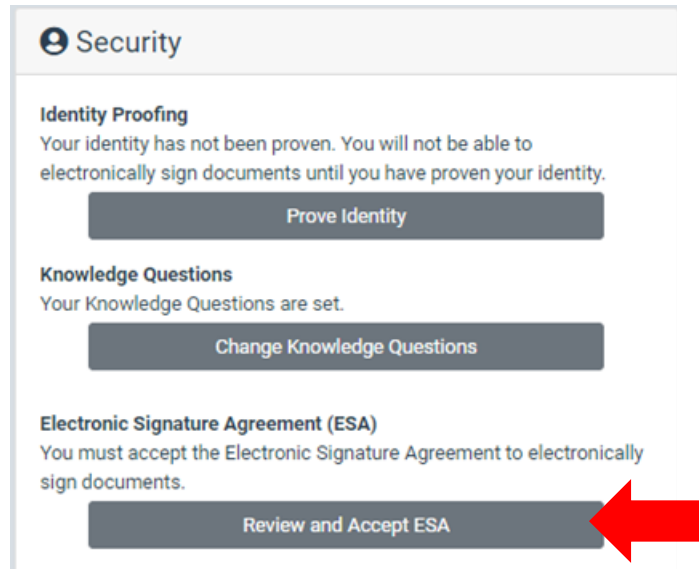 Security
Identity Proofing
Your identity has not been proven. You will not be able to
electronically sign documents until you have proven your identity.
Prove Identity
Knowledge Questions
Your Knowledge Questions are set.
Change Knowledge Questions
Electronic Signature Agreement (ESA)
You must accept the Electronic Signature Agreement to electronically
sign documents.
Review and Accept ESA